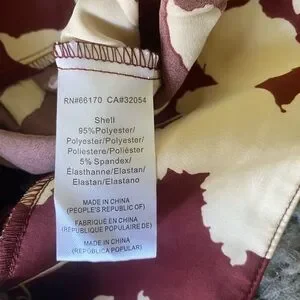 RN#66170 CA#32054
Shell
95%Polyester/
Polyester/Polyester/
Poliestere/Poliéster
5% Spandex/
Élasthanne/Elastan/
Elastan/Elastano
MADE IN CHINA
(PEOPLE'S REPUBLIC OF)
FABRIQUÉ EN CHINA
(REPUBLIQUE POPULAIRE DE)
MADE IN CHINA
(REPÚBLICA POPULAR)